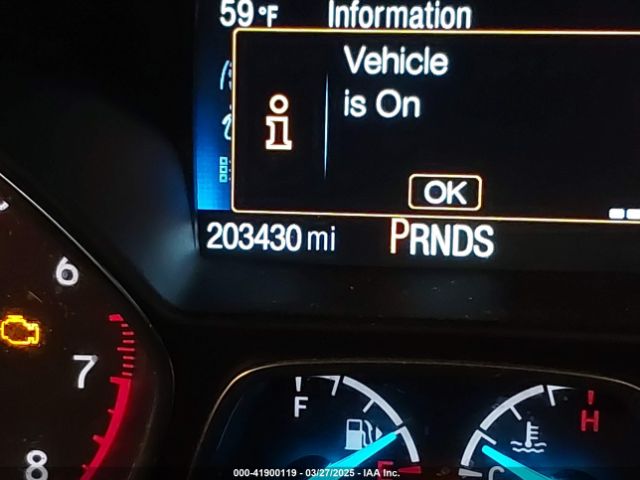 59°F Information
Vehicle
is On
i
OK
203430 mi PRNDS
6
7
8
F
H
E
C
000-41900119 - 03/27/2025 - IAA Inc.